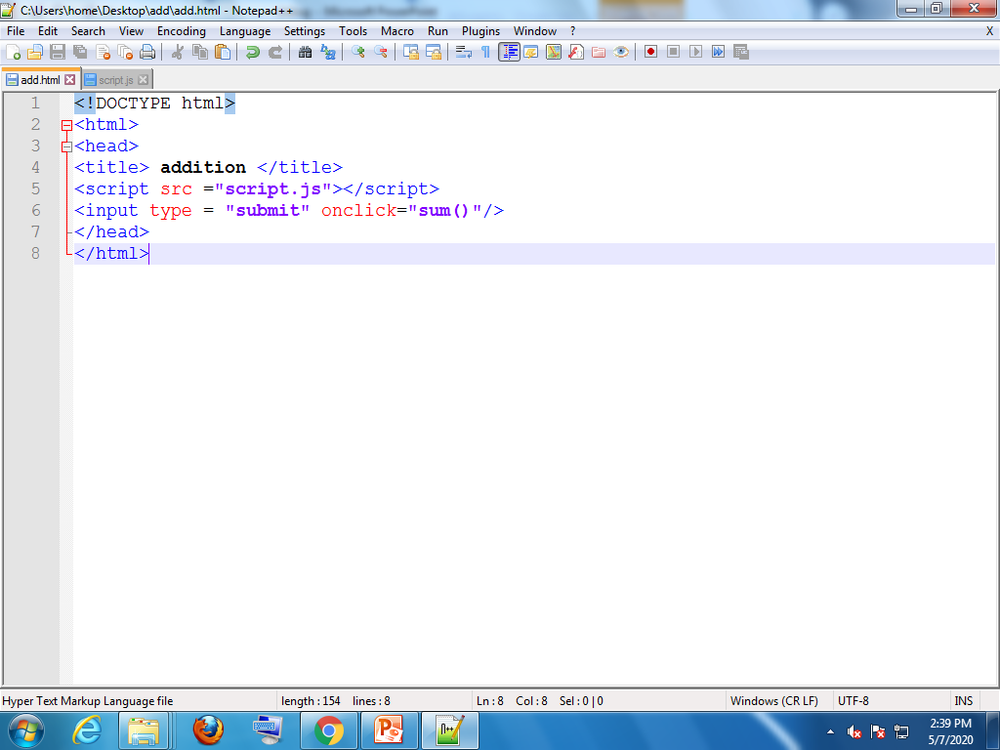 C:\Users\home\Desktop\add\add.html - Notepad++
File Edit Search View Encoding Language Settings Tools Macro Run Plugins Window ? X
add.html script.js
1 <!DOCTYPE html>
2 <html>
3 <head>
4 <title> addition </title>
5 <script src ="script.js"></script>
6 <input type = "submit" onclick="sum()"/>
7 </head>
8 </html>
Hyper Text Markup Language file length : 154 lines : 8 Ln : 8 Col : 8 Sel : 0 | 0 Windows (CR LF) UTF-8 INS
2:39 PM
5/7/2020